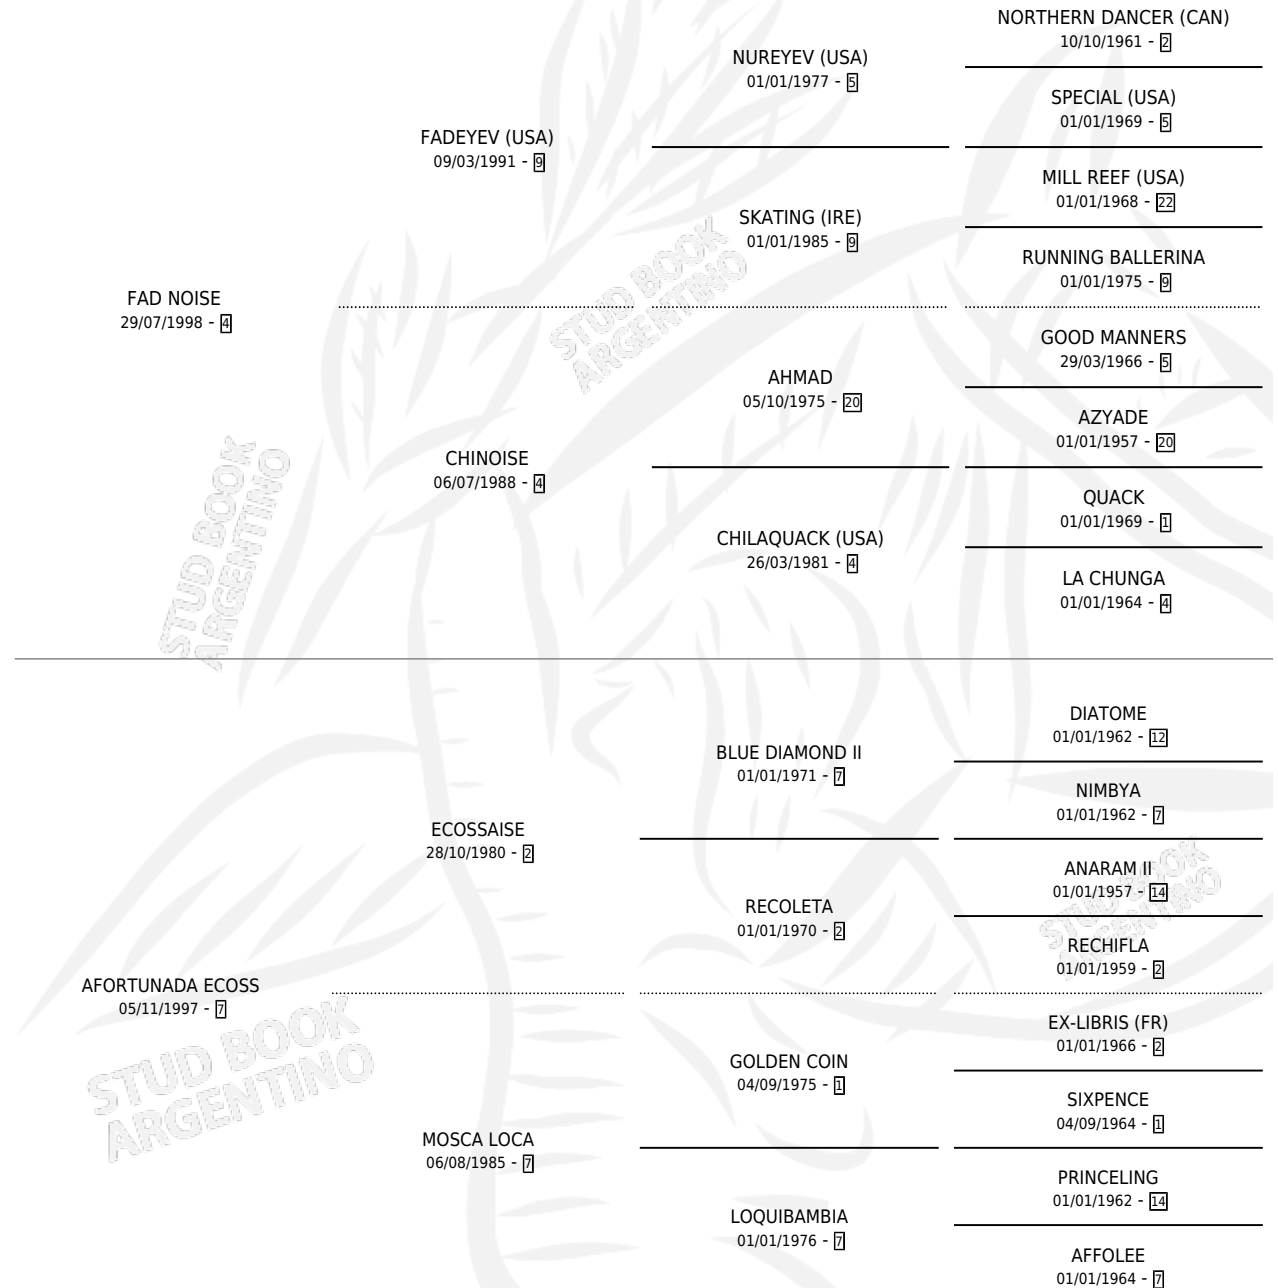 NORTHERN DANCER (CAN)
10/10/1961 - 2
NUREYEV (USA)
01/01/1977 - 5
SPECIAL (USA)
01/01/1969 - 5
FADEYEV (USA)
09/03/1991 - 9
MILL REEF (USA)
01/01/1968 - 22
SKATING (IRE)
01/01/1985 - 9
RUNNING BALLERINA
01/01/1975 - 9
FAD NOISE
29/07/1998 - 4
GOOD MANNERS
29/03/1966 - 5
AHMAD
05/10/1975 - 20
AZYADE
01/01/1957 - 20
CHINOISE
06/07/1988 - 4
QUACK
01/01/1969 - 1
CHILAQUACK (USA)
26/03/1981 - 4
LA CHUNGA
01/01/1964 - 4
DIATOME
01/01/1962 - 12
BLUE DIAMOND II
01/01/1971 - 7
NIMBYA
01/01/1962 - 7
ECOSSAISE
28/10/1980 - 2
ANARAM II
01/01/1957 - 14
RECOLETA
01/01/1970 - 2
RECHIFLA
01/01/1959 - 2
AFORTUNADA ECOSS
05/11/1997 - 7
EX-LIBRIS (FR)
01/01/1966 - 2
GOLDEN COIN
04/09/1975 - 1
SIXPENCE
04/09/1964 - 1
MOSCA LOCA
06/08/1985 - 7
PRINCELING
01/01/1962 - 14
LOQUIBAMBIA
01/01/1976 - 7
AFFOLEE
01/01/1964 - 7
STUD BOOK
ARGENTINO
STUD BOOK
ARGENTINO
STUD BOOK
ARGENTINO
STUD BOOK
ARGENTINO